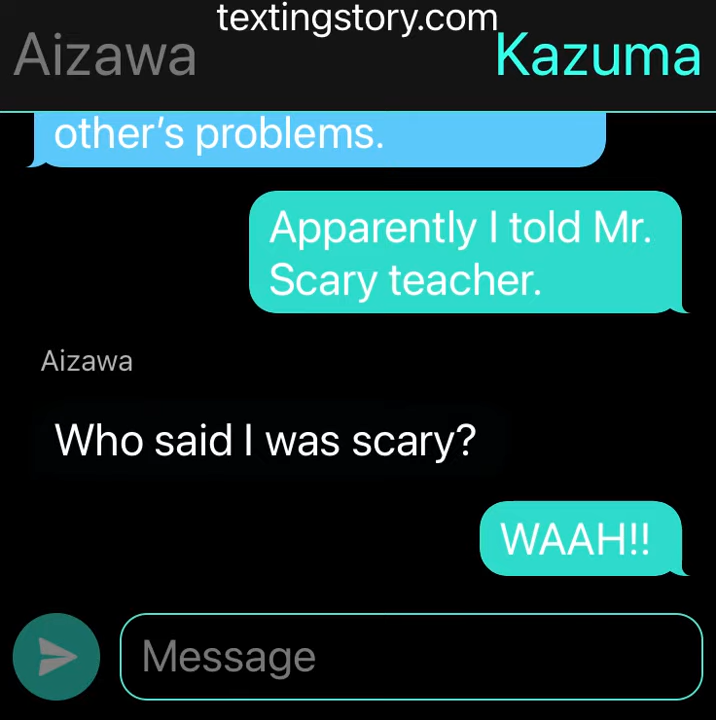 textingstory.com
Aizawa Kazuma
other’s problems.
Apparently I told Mr.
Scary teacher.
Aizawa
Who said I was scary?
WAAH!!
Message